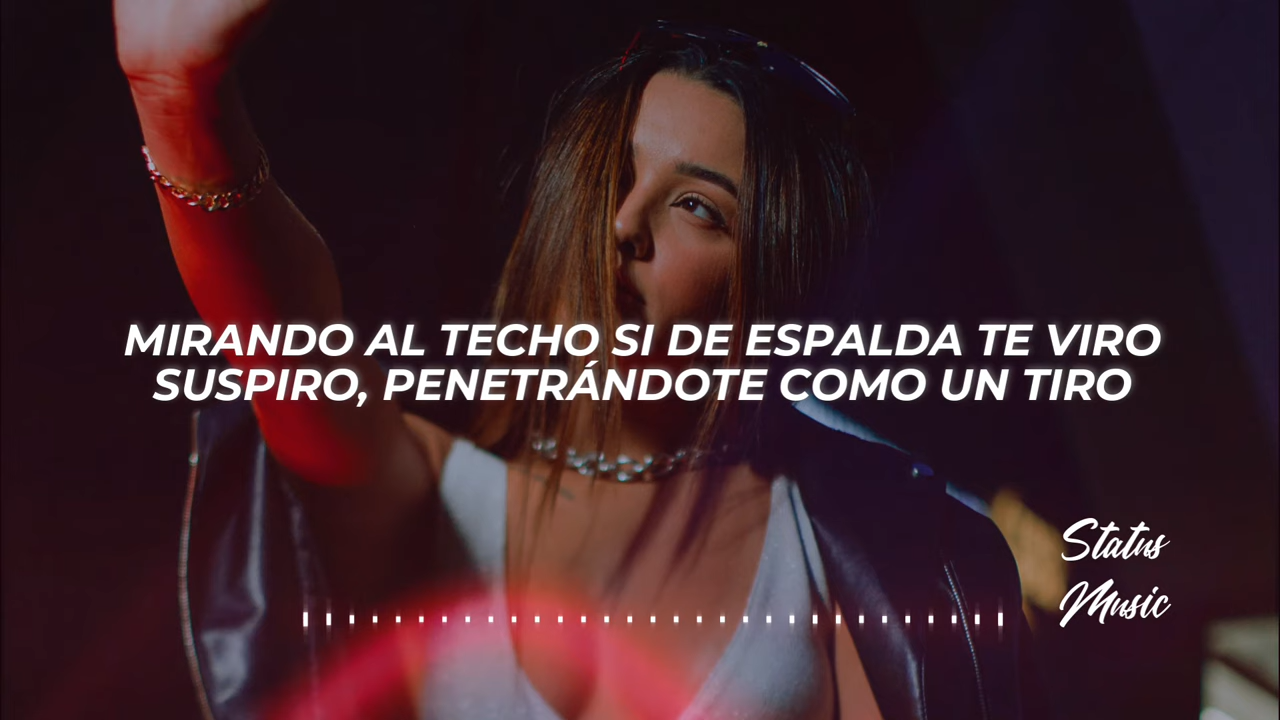 MIRANDO AL TECHO SI DE ESPALDA TE VIRO
SUSPIRO, PENETRÁNDOTE COMO UN TIRO
Status
Music